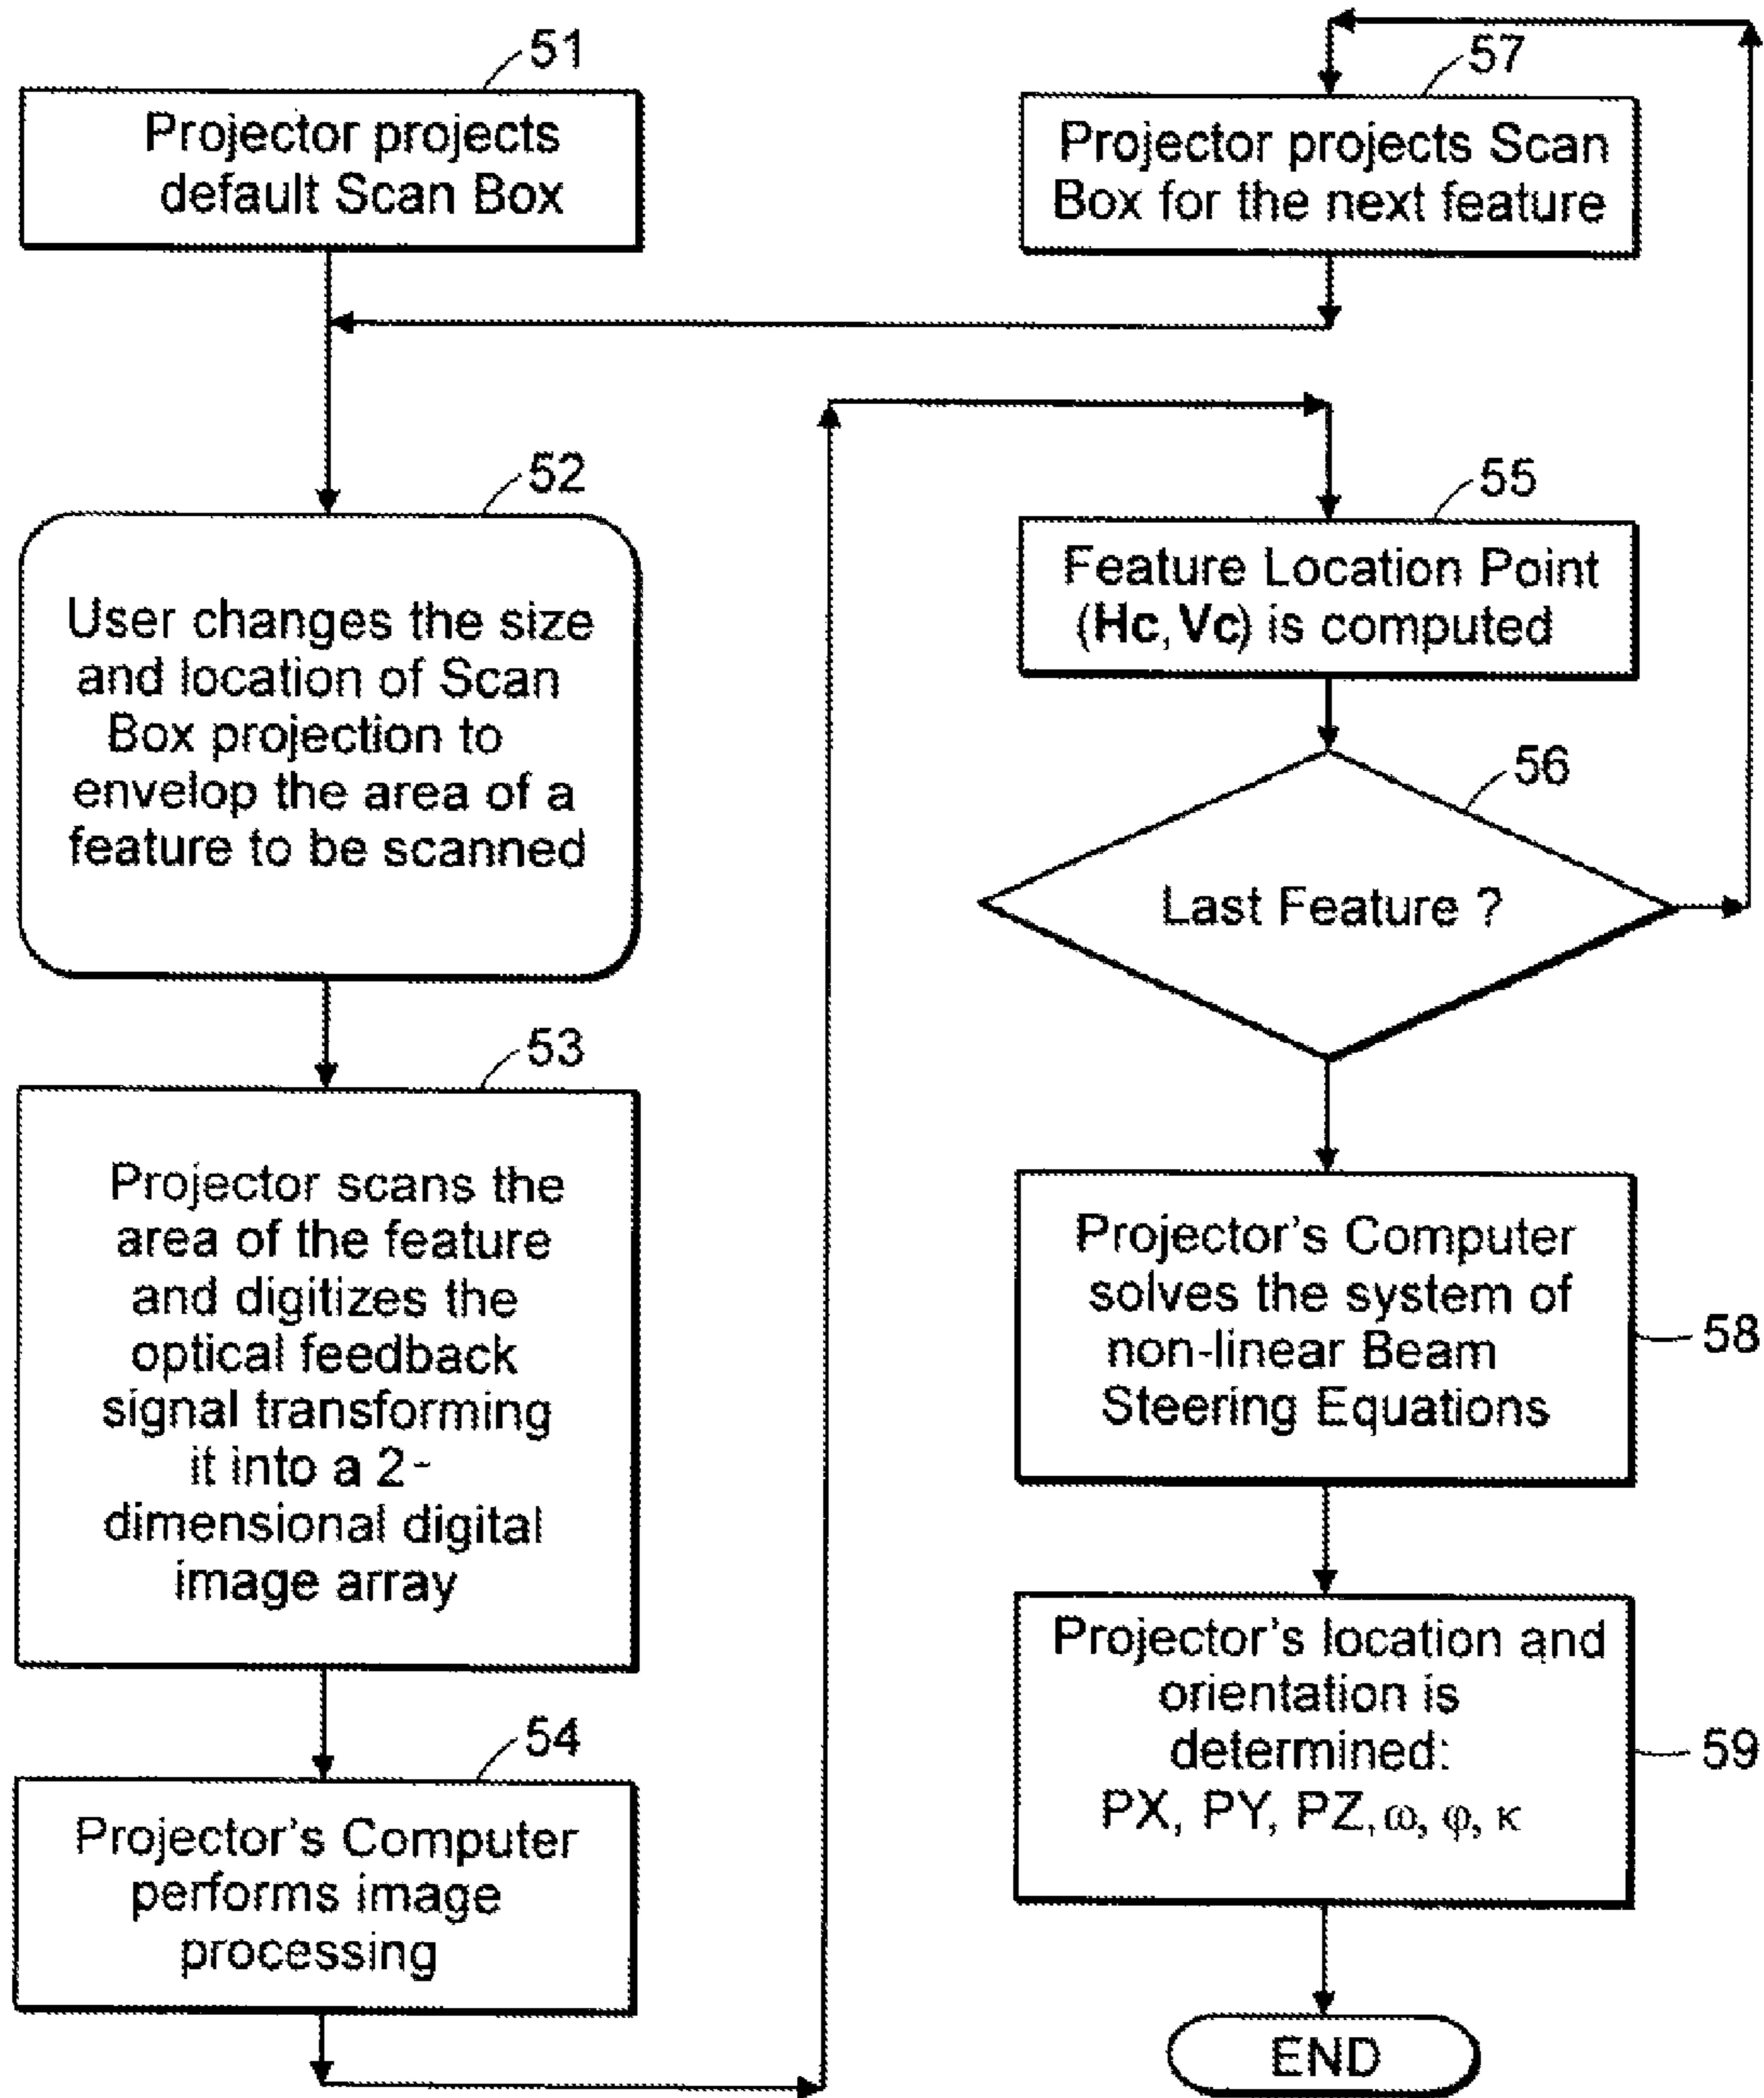 51
Projector projects
default Scan Box
52
User changes the size
and location of Scan
Box projection to
envelop the area of a
feature to be scanned
53
Projector scans the
area of the feature
and digitizes the
optical feedback
signal transforming
it into a 2-
dimensional digital
image array
54
Projector's Computer
performs image
processing
57
Projector projects Scan
Box for the next feature
55
Feature Location Point
(Hc, Vc) is computed
56
Last Feature ?
Projector's Computer
solves the system of
non-linear Beam
Steering Equations
58
Projector's location and
orientation is
determined:
PX, PY, PZ, ω, φ, κ
59
END